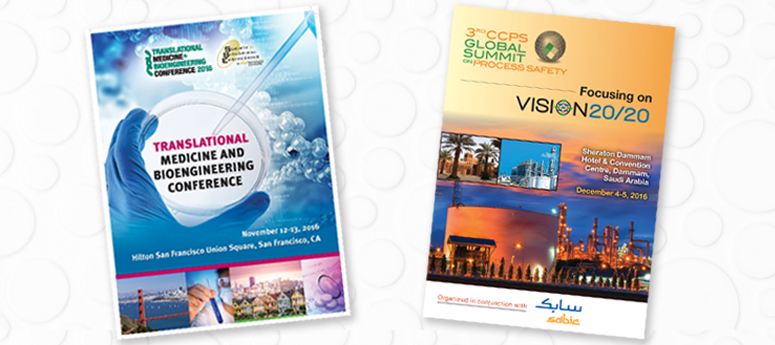 TRANSLATIONAL
MEDICINE &
BIOENGINEERING
CONFERENCE 2016
TRANSLATIONAL
MEDICINE AND
BIOENGINEERING
CONFERENCE
November 12-13, 2016
Hilton San Francisco Union Square, San Francisco, CA
3RD CCPS
GLOBAL
SUMMIT
ON PROCESS SAFETY
Focusing on
VISION20/20
Sheraton Dammam
Hotel & Convention
Centre, Dammam,
Saudi Arabia
December 4-5, 2016
Organized in conjunction with
سابك
sabic